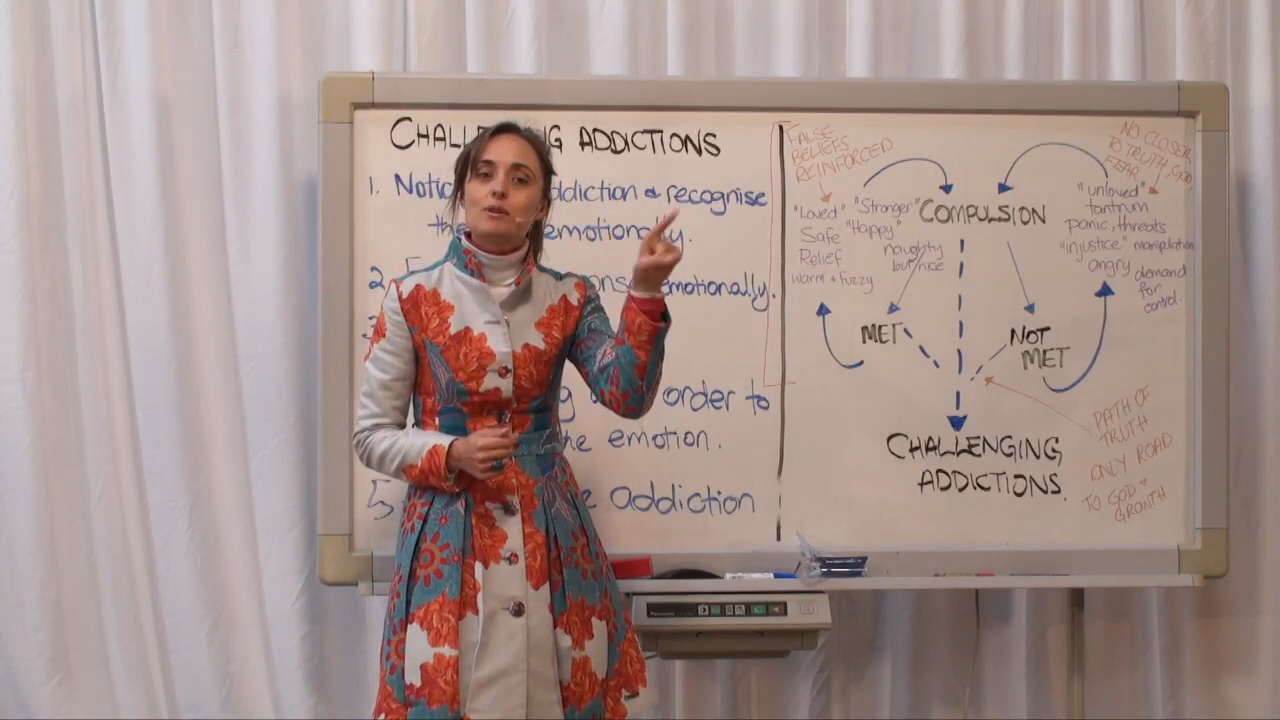 CHALL G ADDICTIONS
1. Notic ddiction & recognise
the emotionally.
2 emotionally.
order to
he emotion.
5 addiction
FALSE
BELIEFS
REINFORCED
"Loved"
Safe
Relief
warm + fuzzy
"Stronger"
"Happy"
naughty
but nice
COMPULSION
MET
NOT
MET
NO CLOSER
TO TRUTH, GOD,
FEAR
"unloved"
tantrum
panic, threats
"injustice" manipulation
angry demand
for
control.
CHALLENGING
ADDICTIONS.
PATH OF
TRUTH
ONLY ROAD
TO GOD &
GROWTH
Panasonic